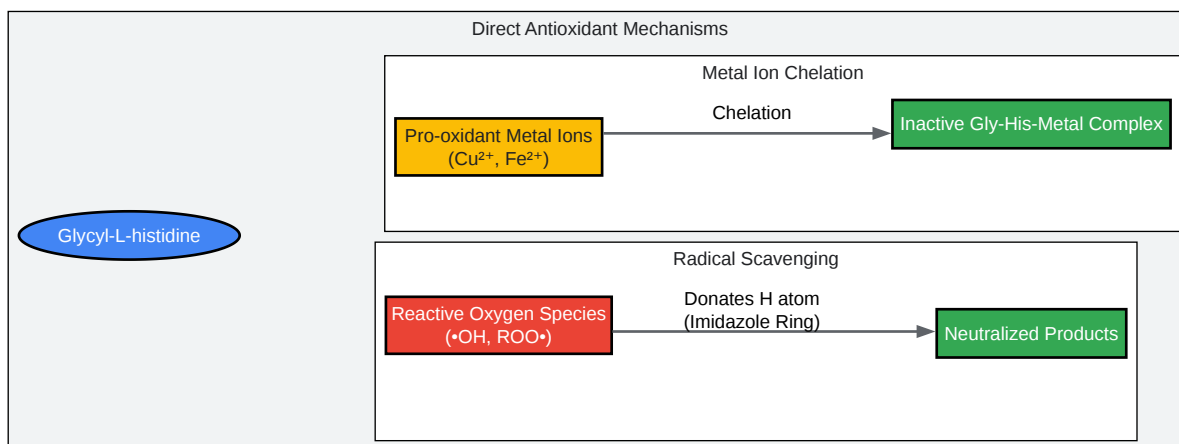 Direct Antioxidant Mechanisms
Metal Ion Chelation
Pro-oxidant Metal Ions
(Cu²⁺, Fe²⁺)
Chelation
Inactive Gly-His-Metal Complex
Glycyl-L-histidine
Radical Scavenging
Reactive Oxygen Species
(•OH, ROO•)
Donates H atom
(Imidazole Ring)
Neutralized Products